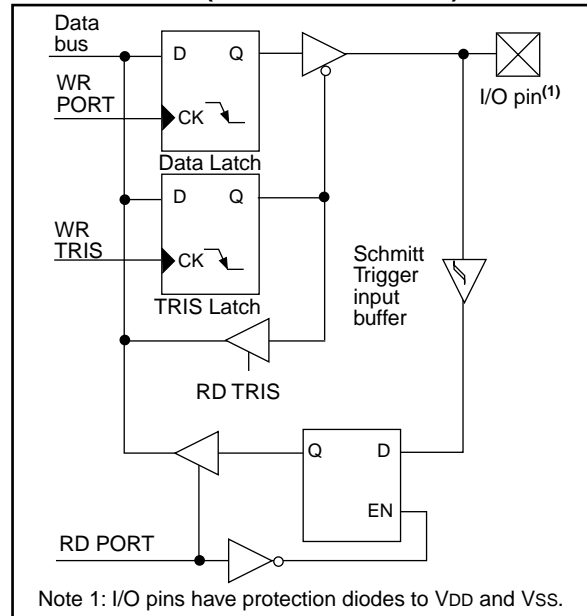 Data
bus
D Q
WR
PORT
CK
I/O pin(1)
Data Latch
D Q
WR
TRIS
CK
Schmitt
Trigger
input
buffer
TRIS Latch
RD TRIS
Q D
EN
RD PORT
Note 1: I/O pins have protection diodes to VDD and VSS.